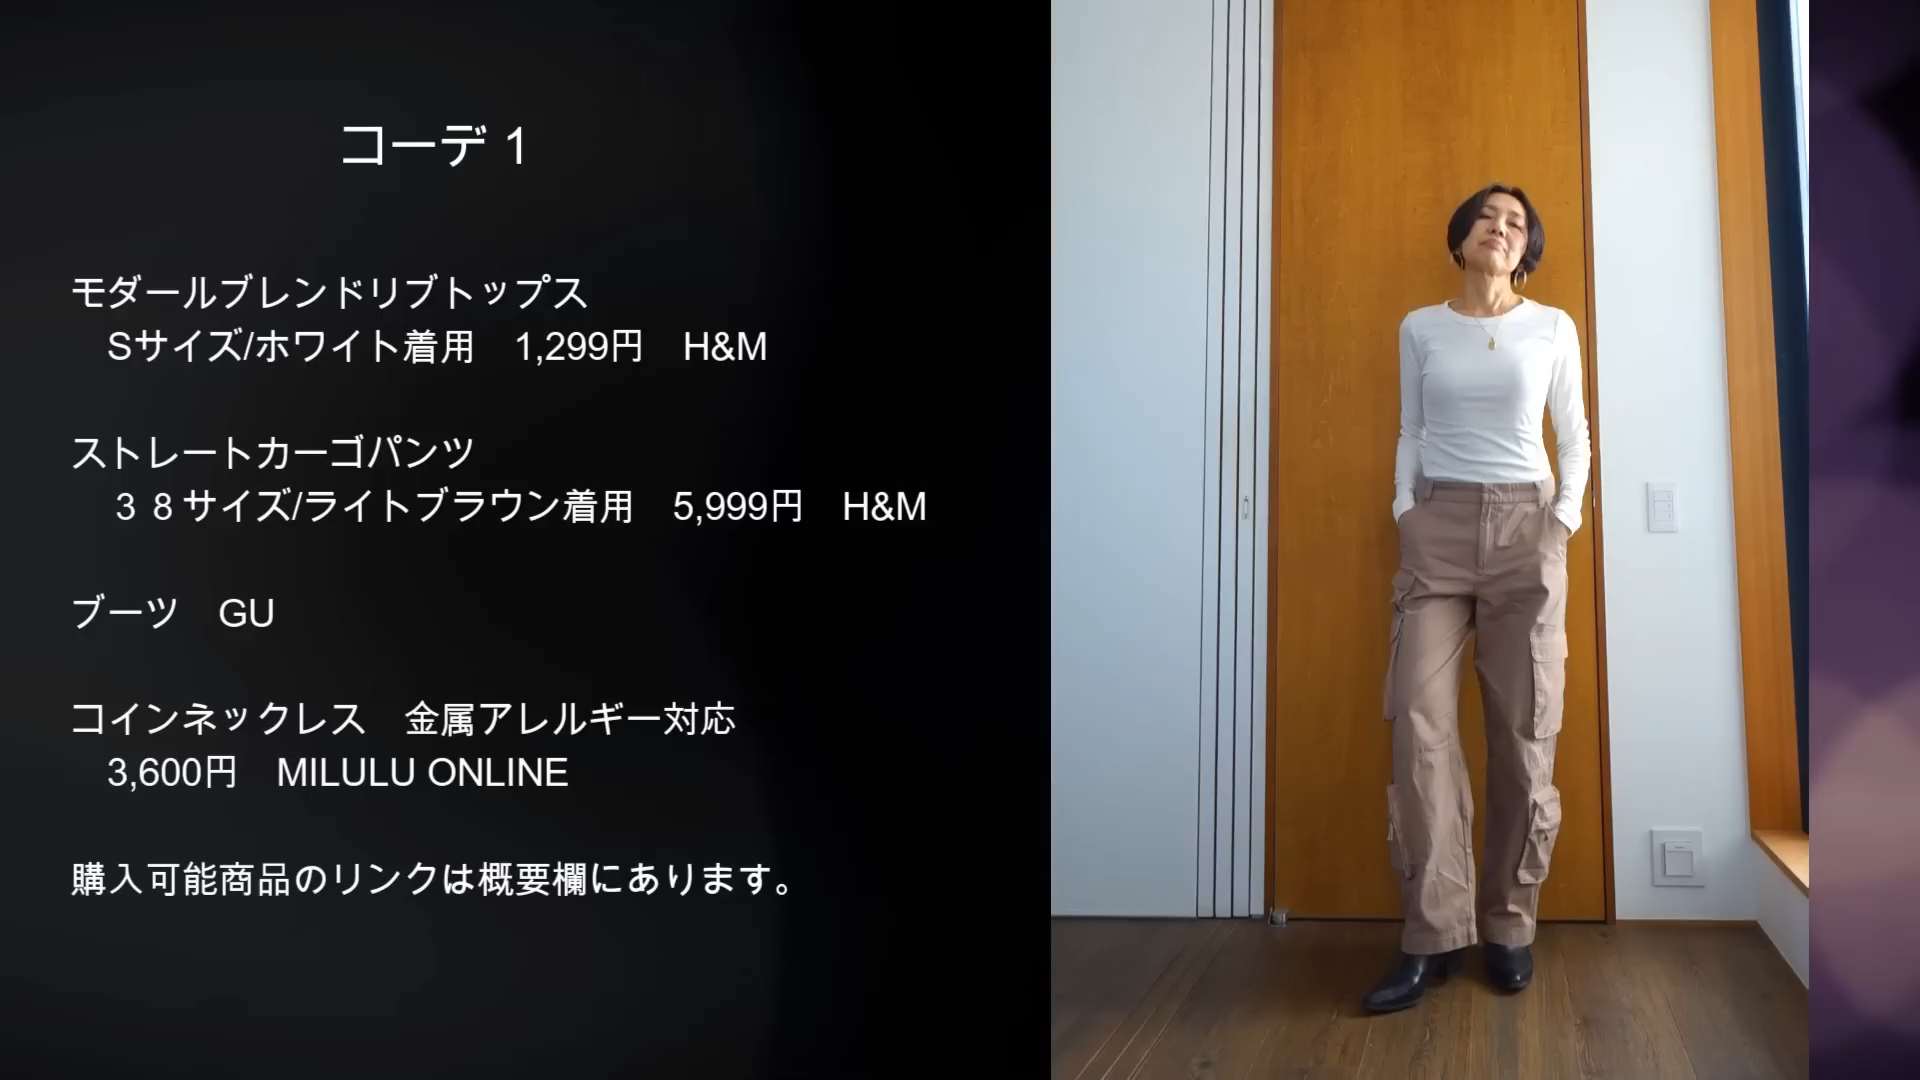 コーデ 1
モダールブレンドリブトップス
Sサイズ/ホワイト着用　1,299円　H&M
ストレートカーゴパンツ
３８サイズ/ライトブラウン着用　5,999円　H&M
ブーツ　GU
コインネックレス　金属アレルギー対応
3,600円　MILULU ONLINE
購入可能商品のリンクは概要欄にあります。